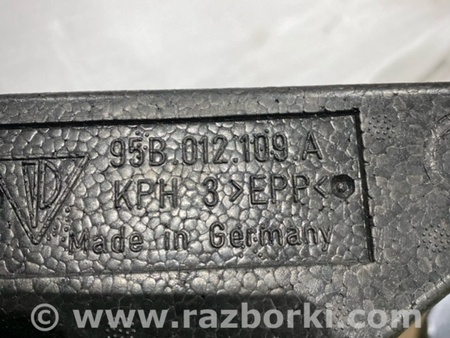 95B.012.109 A
KPH 3 >EPP<
Made in Germany
www.razborki.com